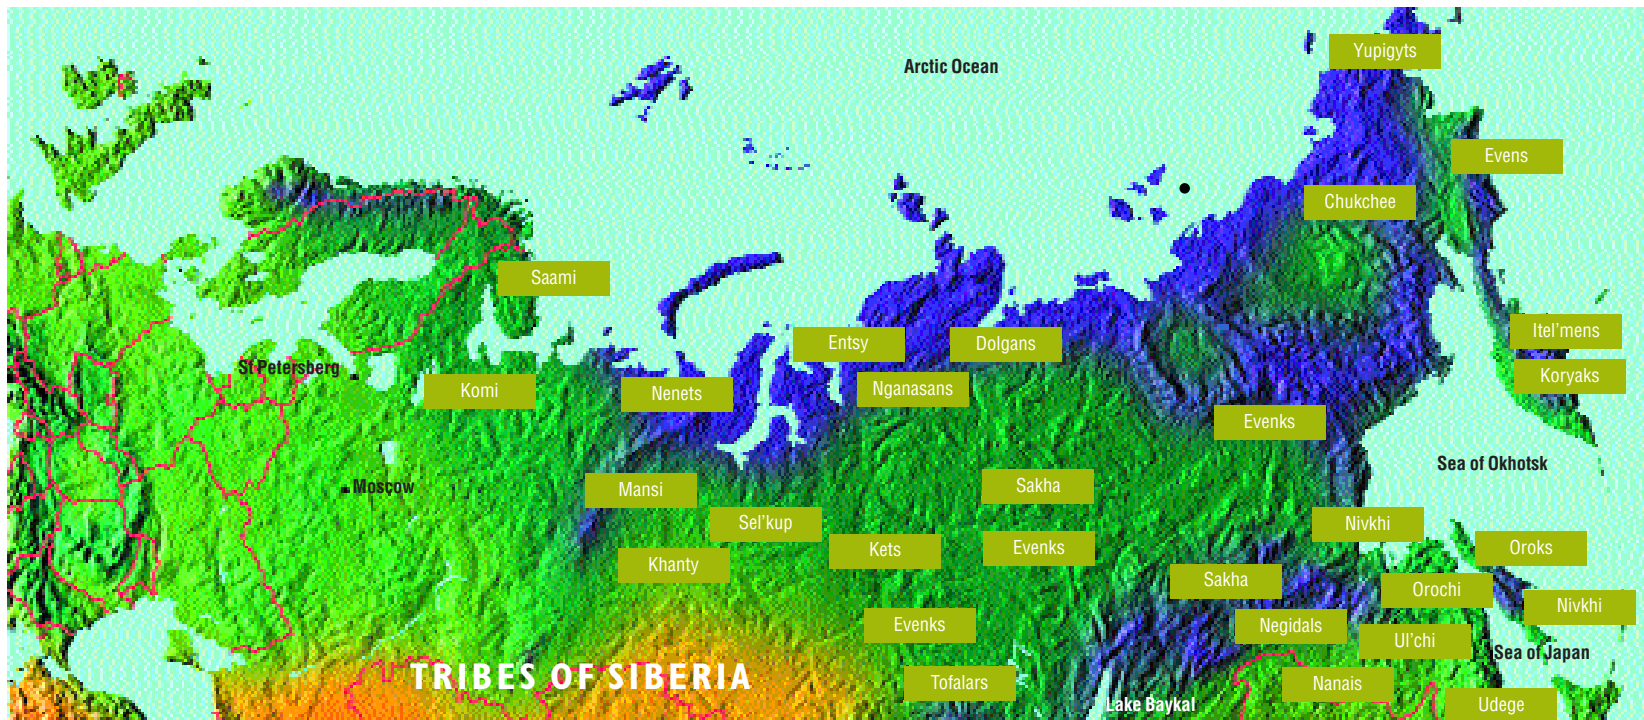 Yupigyts
Arctic Ocean
Evens
Chukchee
Saami
Itel'mens
Entsy
Dolgans
St Petersberg
Koryaks
Komi
Nenets
Nganasans
Evenks
Sea of Okhotsk
Moscow
Mansi
Sakha
Sel'kup
Nivkhi
Kets
Evenks
Oroks
Khanty
Sakha
Orochi
Nivkhi
Evenks
Negidals
Ul'chi
Sea of Japan
TRIBES OF SIBERIA
Tofalars
Nanais
Lake Baykal
Udege